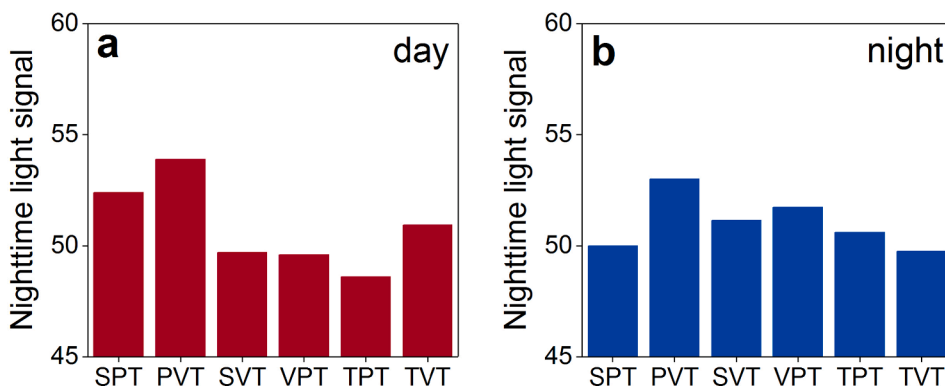 a
day
Nighttime light signal
60
55
50
45
SPT PVT SVT VPT TPT TVT
b
night
Nighttime light signal
60
55
50
45
SPT PVT SVT VPT TPT TVT